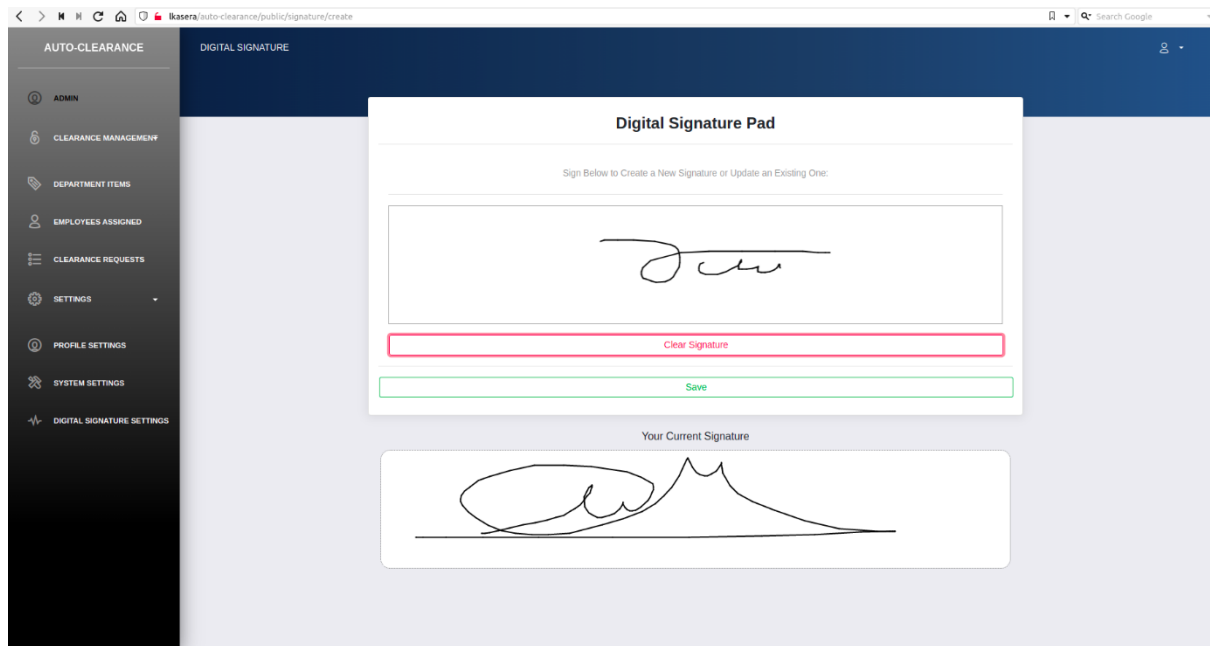 lkasera/auto-clearance/public/signature/create
Search Google
AUTO-CLEARANCE
DIGITAL SIGNATURE
ADMIN
CLEARANCE MANAGEMENT
DEPARTMENT ITEMS
EMPLOYEES ASSIGNED
CLEARANCE REQUESTS
SETTINGS
PROFILE SETTINGS
SYSTEM SETTINGS
DIGITAL SIGNATURE SETTINGS
Digital Signature Pad
Sign Below to Create a New Signature or Update an Existing One:
Clear Signature
Save
Your Current Signature